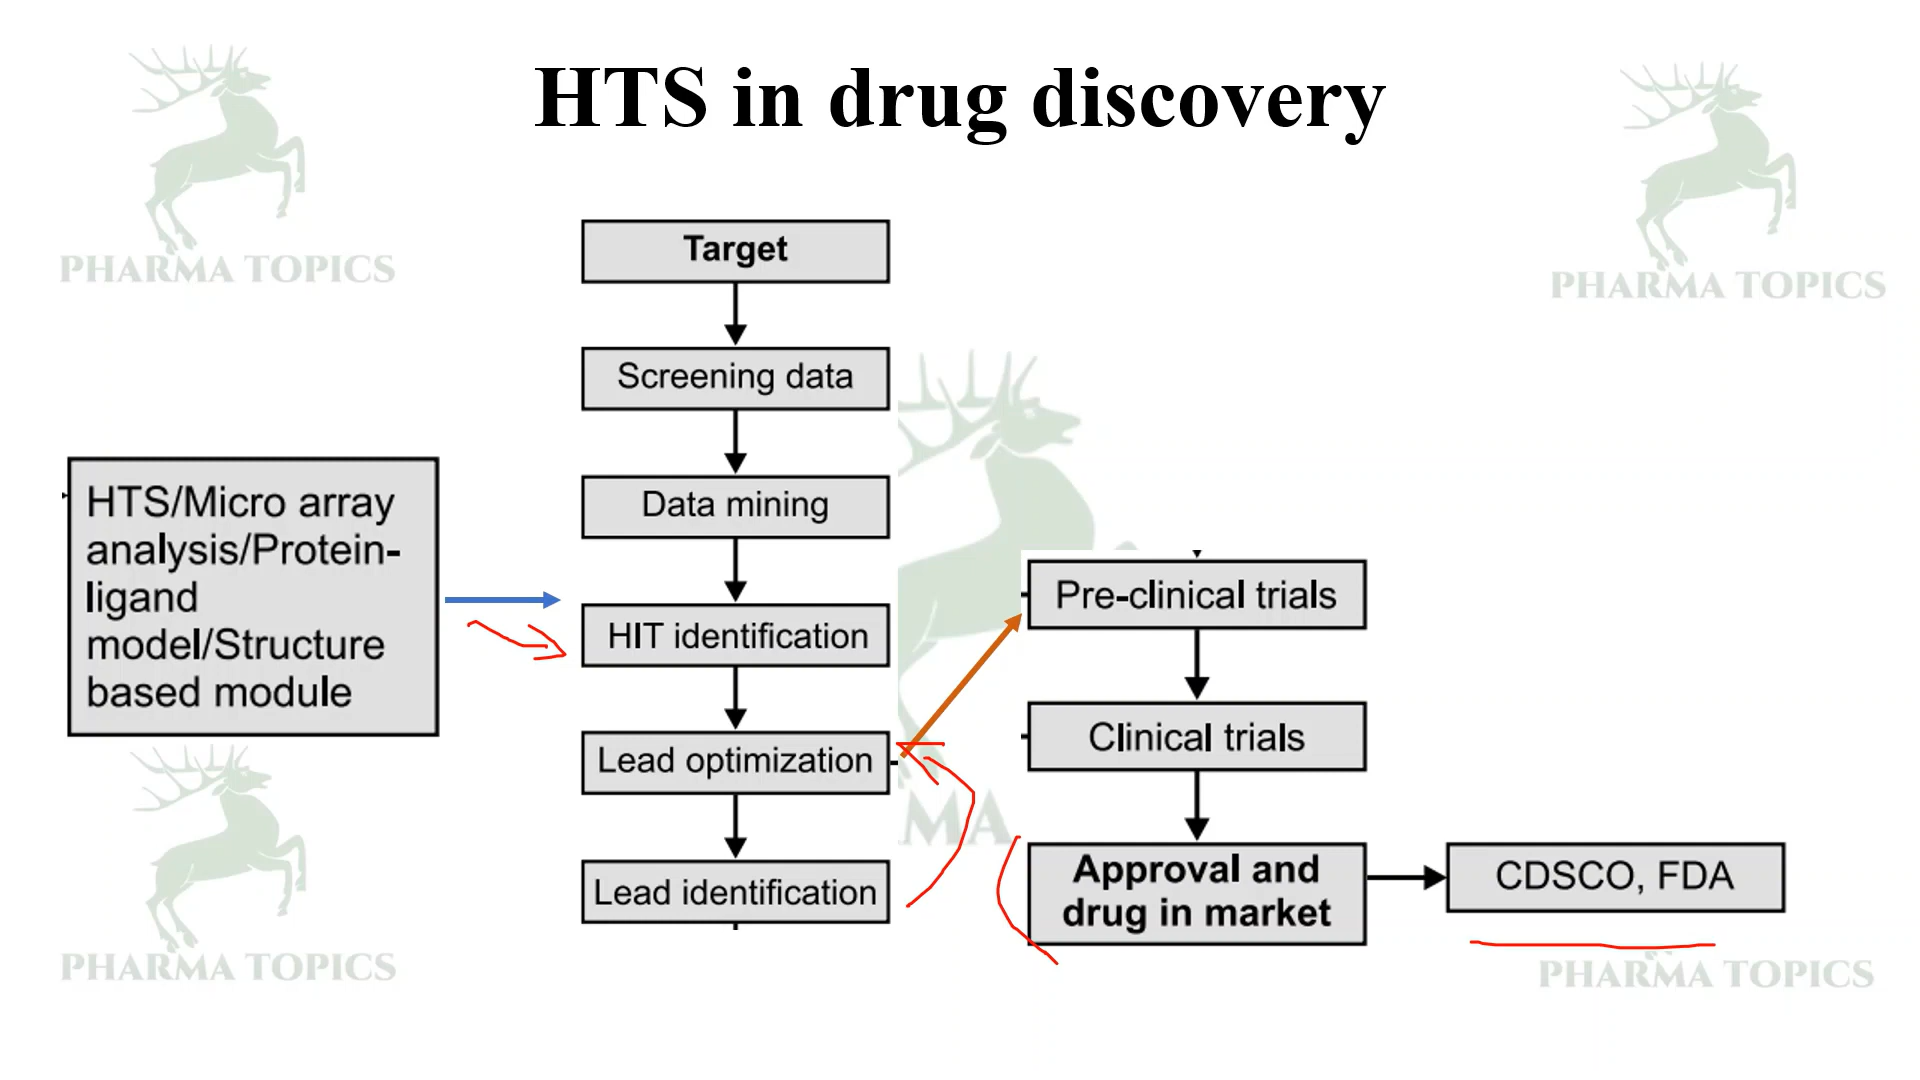 HTS in drug discovery
PHARMA TOPICS
PHARMA TOPICS
Target
Screening data
Data mining
HIT identification
Lead optimization
Lead identification
HTS/Micro array
analysis/Protein-
ligand
model/Structure
based module
Pre-clinical trials
Clinical trials
Approval and
drug in market
CDSCO, FDA
MA
PHARMA TOPICS
PHARMA TOPICS